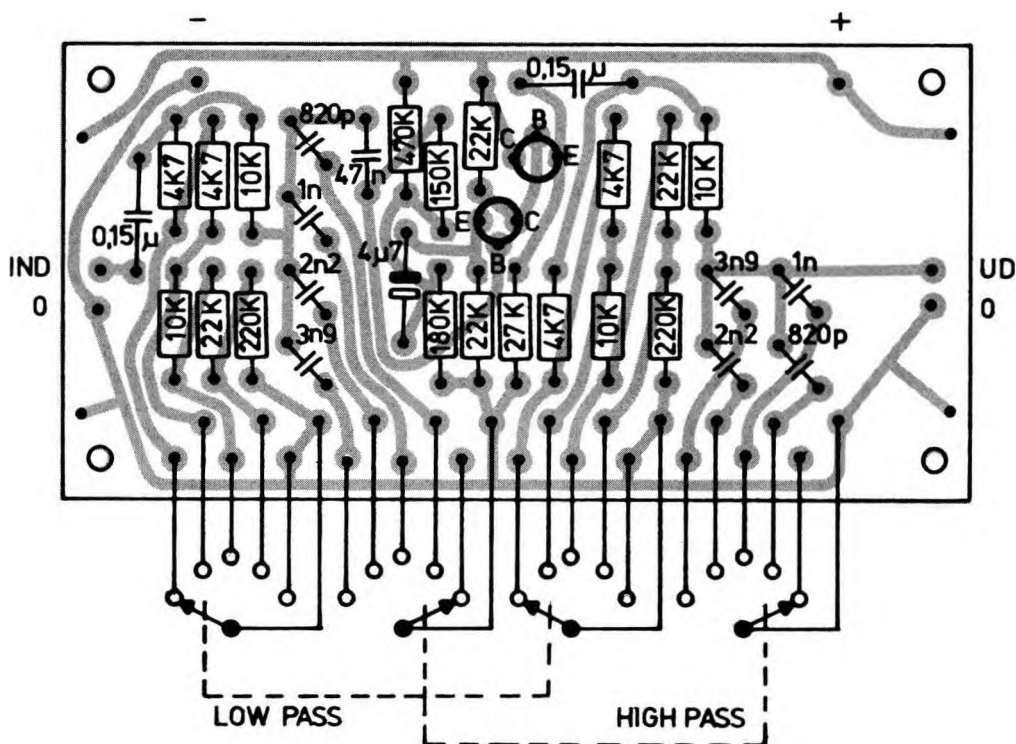 - +
0,15 µ
820p
470K
22K
B
C
E
4K7
4K7
10K
47n
150K
4K7
22K
10K
1n
E
C
B
0,15 µ
4µ7
IND
2n2
3n9
1n
UD
0
0
10K
22K
220K
3n9
180K
22K
27K
4K7
10K
220K
2n2
820p
LOW PASS
HIGH PASS